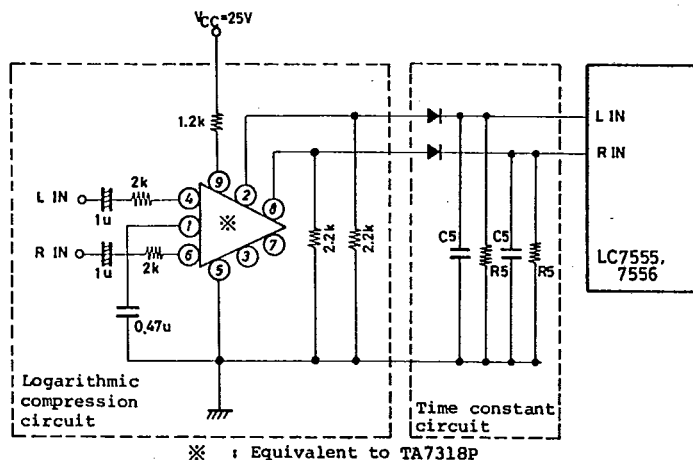 VCC=25V
1.2k
L IN
1u
2k
4
9
2
8
1
※
7
R IN
1u
2k
6
5
3
0.47u
2.2k
2.2k
C5
R5
C5
R5
L IN
R IN
LC7555,
7556
Logarithmic
compression
circuit
Time constant
circuit
※ : Equivalent to TA7318P